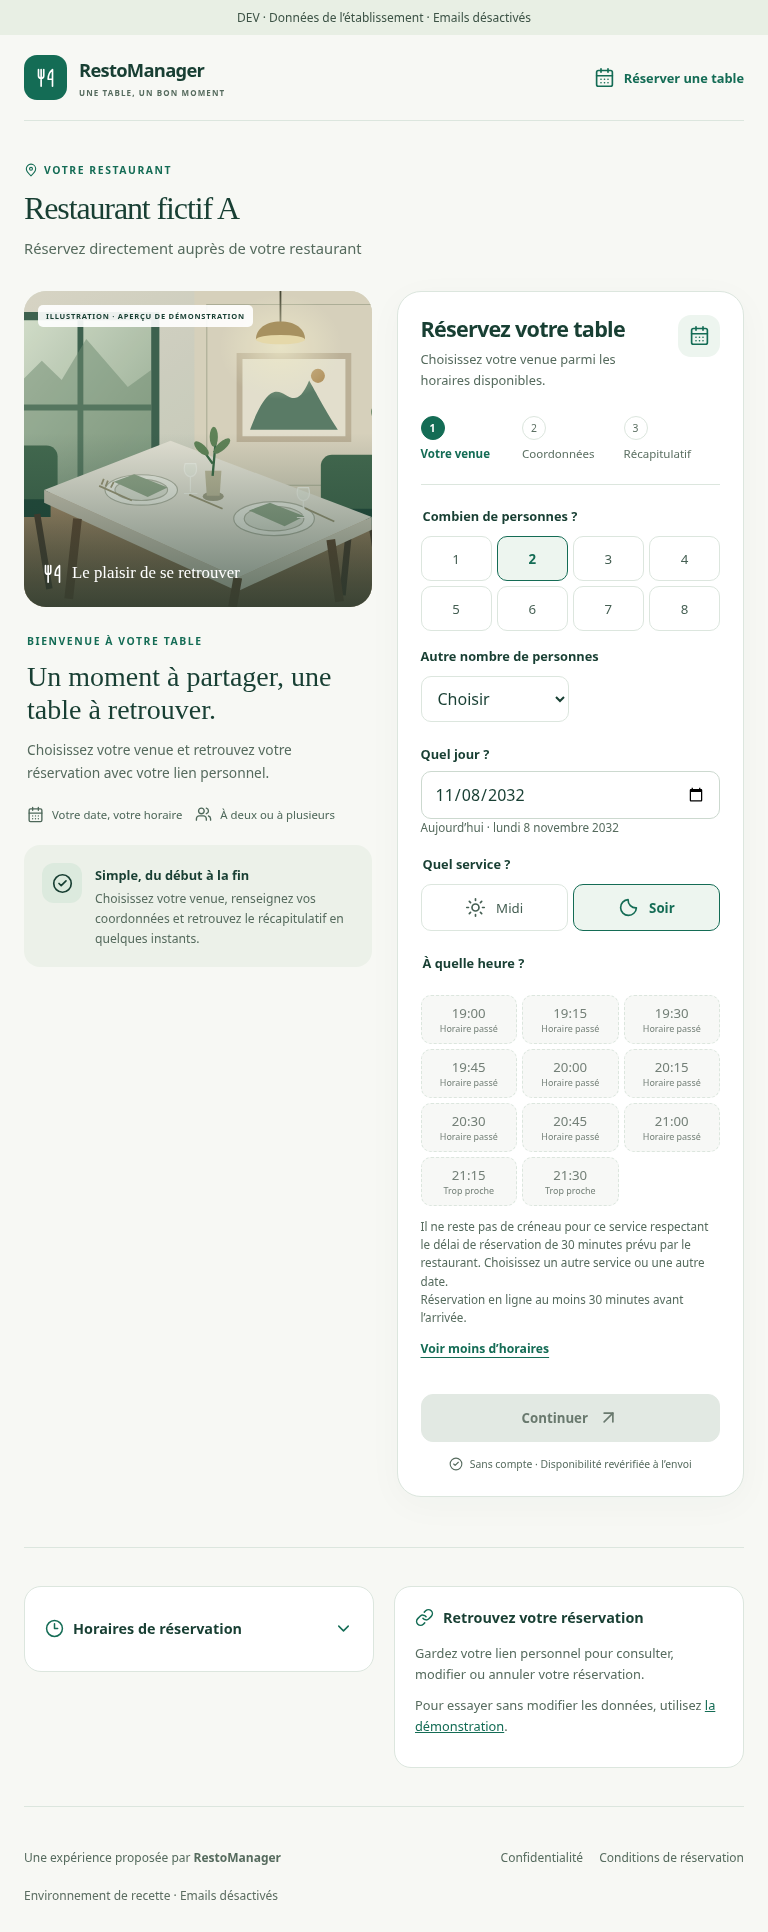 DEV · Données de l’établissement · Emails désactivés
RestoManager
UNE TABLE, UN BON MOMENT
Réserver une table
VOTRE RESTAURANT
Restaurant fictif A
Réservez directement auprès de votre restaurant
ILLUSTRATION · APERÇU DE DÉMONSTRATION
Le plaisir de se retrouver
BIENVENUE À VOTRE TABLE
Un moment à partager, une
table à retrouver.
Choisissez votre venue et retrouvez votre
réservation avec votre lien personnel.
Votre date, votre horaire
À deux ou à plusieurs
Simple, du début à la fin
Choisissez votre venue, renseignez vos
coordonnées et retrouvez le récapitulatif en
quelques instants.
Réservez votre table
Choisissez votre venue parmi les
horaires disponibles.
1
2
3
Votre venue
Coordonnées
Récapitulatif
Combien de personnes ?
1
2
3
4
5
6
7
8
Autre nombre de personnes
Choisir
Quel jour ?
11/08/2032
Aujourd’hui · lundi 8 novembre 2032
Quel service ?
Midi
Soir
À quelle heure ?
19:00
Horaire passé
19:15
Horaire passé
19:30
Horaire passé
19:45
Horaire passé
20:00
Horaire passé
20:15
Horaire passé
20:30
Horaire passé
20:45
Horaire passé
21:00
Horaire passé
21:15
Trop proche
21:30
Trop proche
Il ne reste pas de créneau pour ce service respectant
le délai de réservation de 30 minutes prévu par le
restaurant. Choisissez un autre service ou une autre
date.
Réservation en ligne au moins 30 minutes avant
l’arrivée.
Voir moins d’horaires
Continuer
Sans compte · Disponibilité revérifiée à l’envoi
Horaires de réservation
Retrouvez votre réservation
Gardez votre lien personnel pour consulter,
modifier ou annuler votre réservation.
Pour essayer sans modifier les données, utilisez la
démonstration.
Une expérience proposée par RestoManager
Confidentialité
Conditions de réservation
Environnement de recette · Emails désactivés